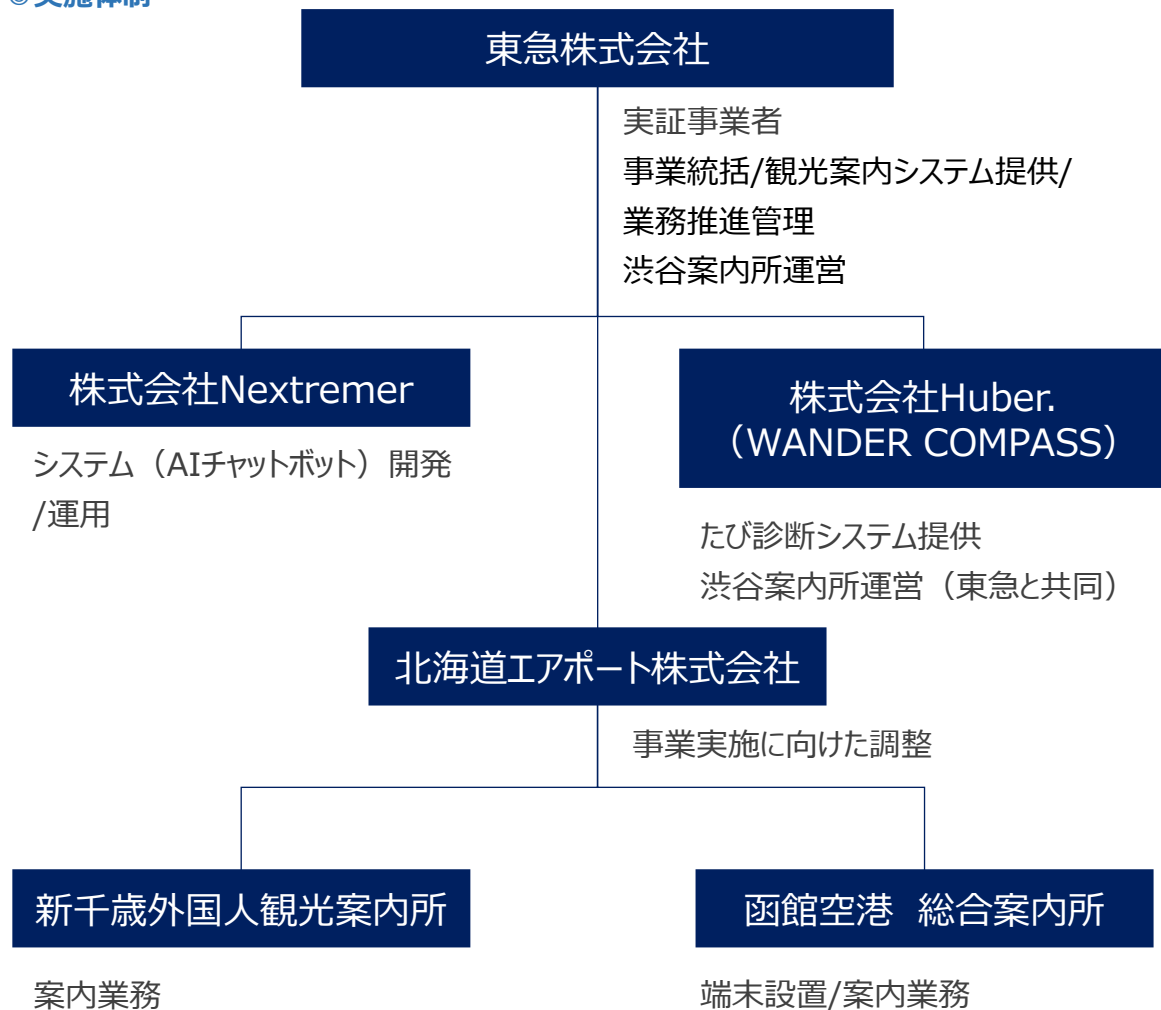 ◎実施体制
東急株式会社
実証事業者
事業統括/観光案内システム提供/
業務推進管理
渋谷案内所運営
株式会社Nextremer
システム（AIチャットボット）開発
/運用
株式会社Huber.
（WANDER COMPASS）
たび診断システム提供
渋谷案内所運営（東急と共同）
北海道エアポート株式会社
事業実施に向けた調整
新千歳外国人観光案内所
案内業務
函館空港　総合案内所
端末設置/案内業務